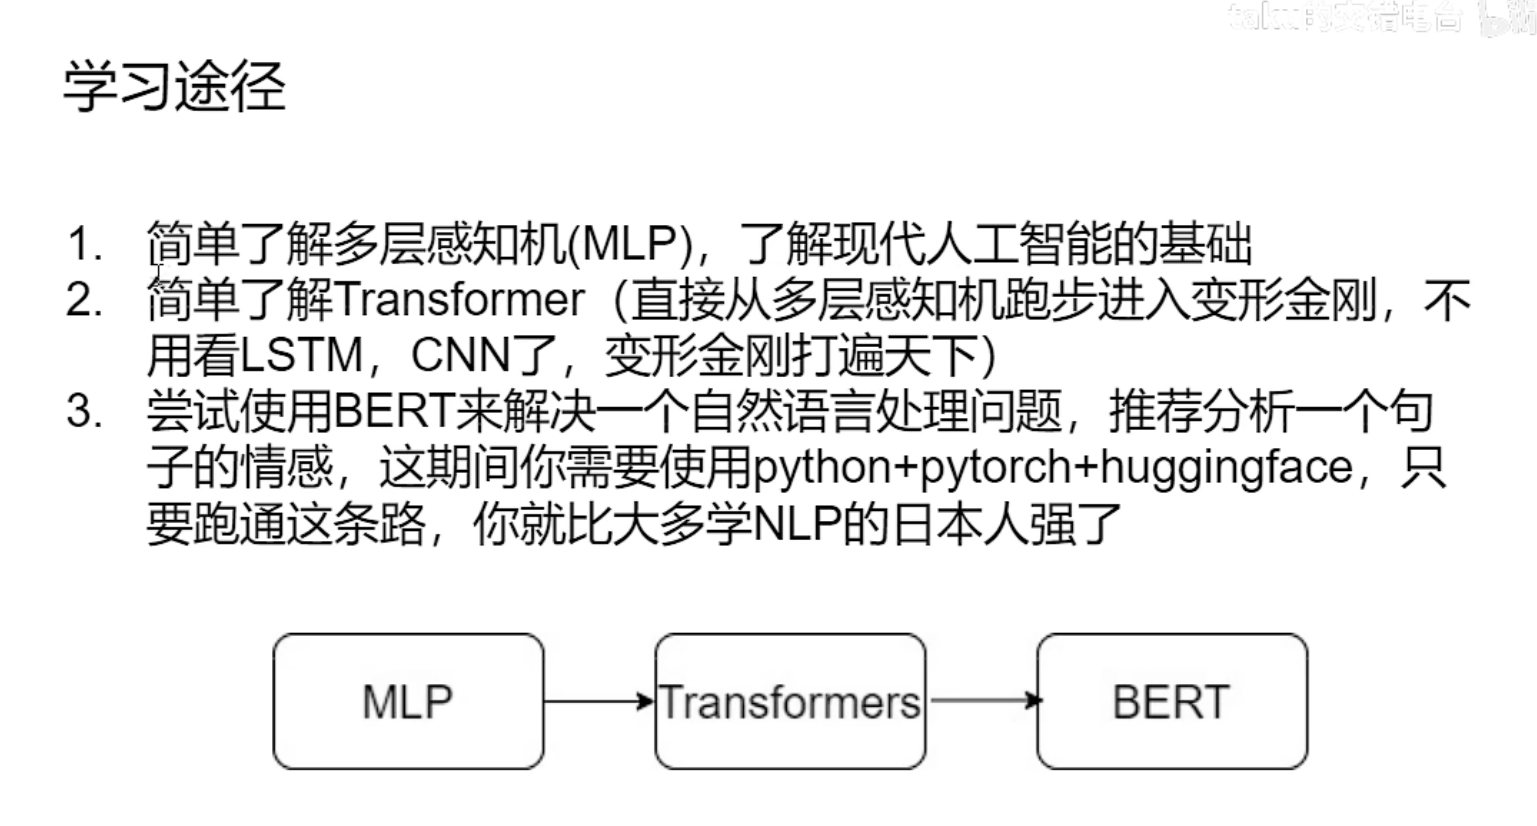 taku的交错电台
学习途径
1. 简单了解多层感知机(MLP)，了解现代人工智能的基础
2. 简单了解Transformer（直接从多层感知机跑步进入变形金刚，不
用看LSTM，CNN了，变形金刚打遍天下）
3. 尝试使用BERT来解决一个自然语言处理问题，推荐分析一个句
子的情感，这期间你需要使用python+pytorch+huggingface，只
要跑通这条路，你就比大多学NLP的日本人强了
MLP
Transformers
BERT